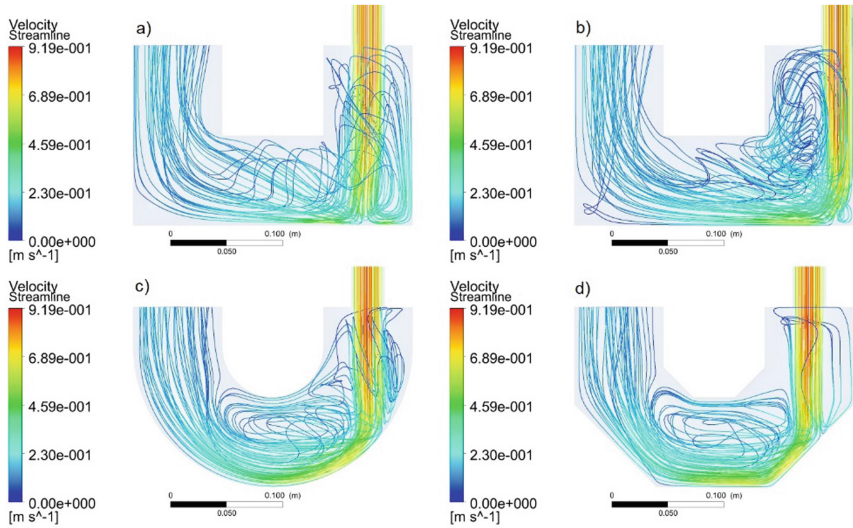 Velocity
Streamline
9.19e-001
6.89e-001
4.59e-001
2.30e-001
0.00e+000
[m s^-1]
a)
0
0.100 (m)
0.050
Velocity
Streamline
9.19e-001
6.89e-001
4.59e-001
2.30e-001
0.00e+000
[m s^-1]
b)
0
0.100 (m)
0.050
Velocity
Streamline
9.19e-001
6.89e-001
4.59e-001
2.30e-001
0.00e+000
[m s^-1]
c)
0
0.100 (m)
0.050
Velocity
Streamline
9.19e-001
6.89e-001
4.59e-001
2.30e-001
0.00e+000
[m s^-1]
d)
0
0.100 (m)
0.050